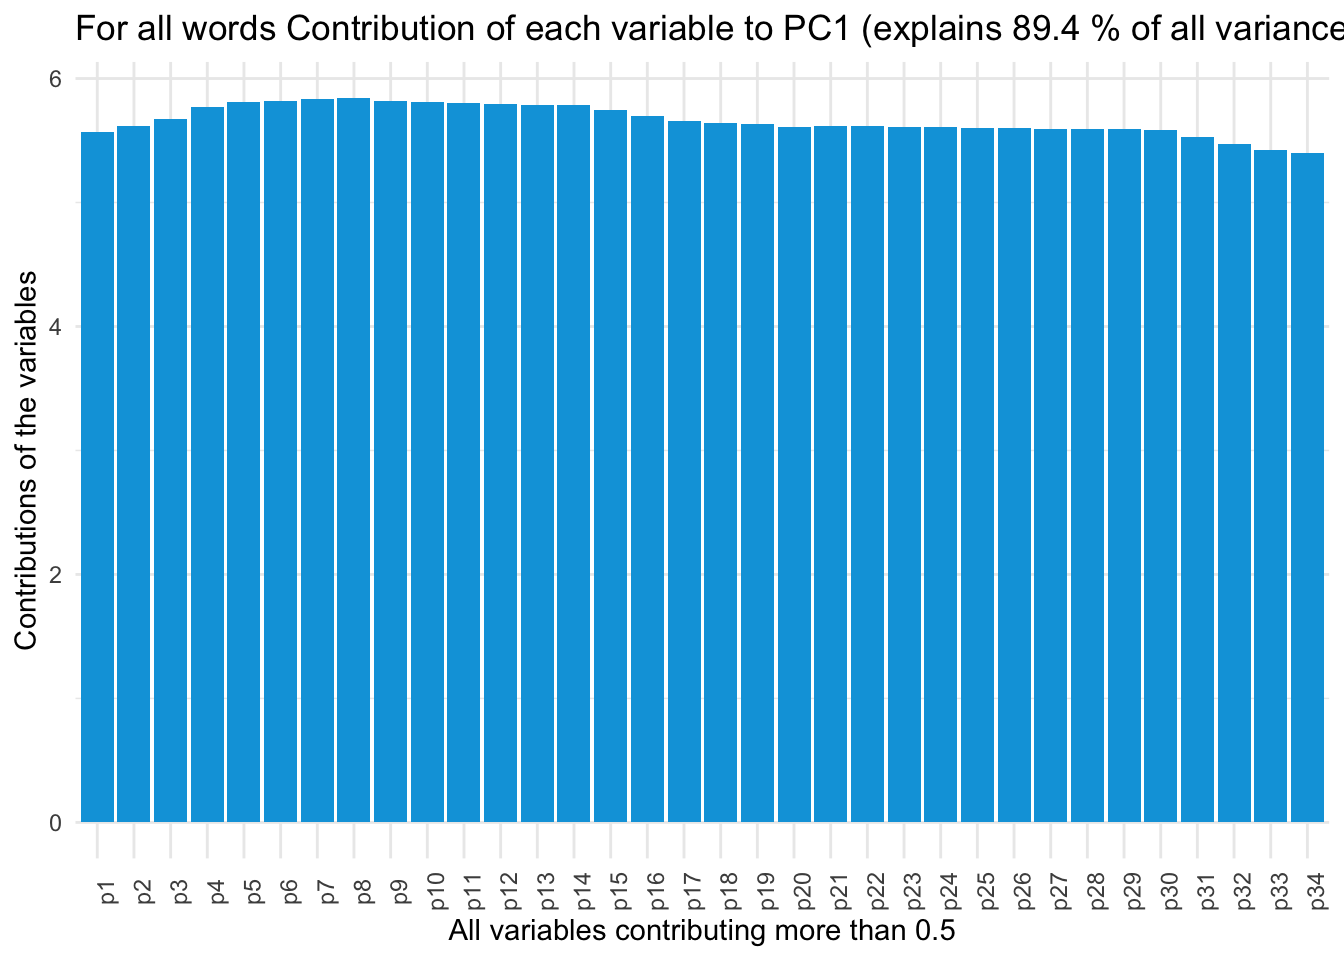 For all words Contribution of each variable to PC1 (explains 89.4 % of all variance
6
4
2
0
Contributions of the variables
p1
p2
p3
p4
p5
p6
p7
p8
p9
p10
p11
p12
p13
p14
p15
p16
p17
p18
p19
p20
p21
p22
p23
p24
p25
p26
p27
p28
p29
p30
p31
p32
p33
p34
All variables contributing more than 0.5